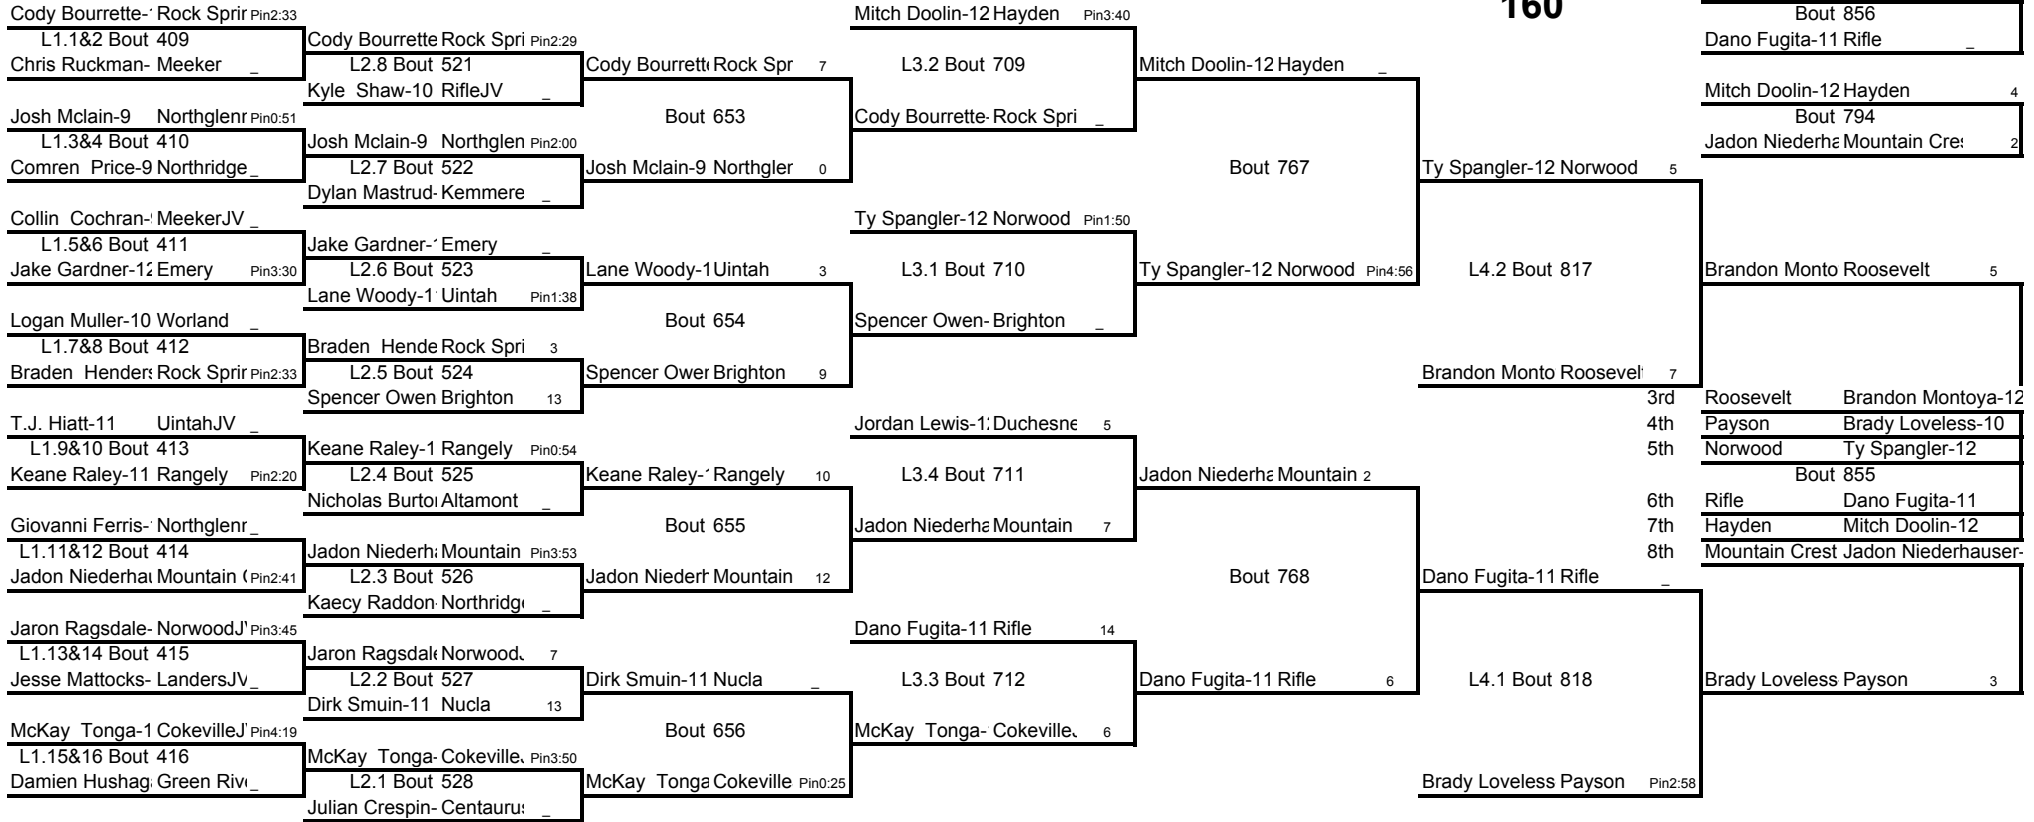 Cody Bourrette- Rock Sprin Pin2:33
L1.1&2 Bout 409
Chris Ruckman- Meeker _
Josh Mclain-9 Northglenn Pin0:51
L1.3&4 Bout 410
Comren Price-9 Northridge _
Collin Cochran- MeekerJV _
L1.5&6 Bout 411
Jake Gardner-12 Emery Pin3:30
Logan Muller-10 Worland _
L1.7&8 Bout 412
Braden Henders Rock Sprin Pin2:33
T.J. Hiatt-11 UintahJV _
L1.9&10 Bout 413
Keane Raley-11 Rangely Pin2:20
Giovanni Ferris- Northglenn _
L1.11&12 Bout 414
Jadon Niederhau Mountain Pin2:41
Jaron Ragsdale- NorwoodJ Pin3:45
L1.13&14 Bout 415
Jesse Mattocks- LandersJV _
McKay Tonga-1 CokevilleJ Pin4:19
L1.15&16 Bout 416
Damien Hushag Green Riv _
Cody Bourrette Rock Spri Pin2:29
L2.8 Bout 521
Kyle Shaw-10 RifleJV _
Josh Mclain-9 Northglen Pin2:00
L2.7 Bout 522
Dylan Mastrud- Kemmere _
Jake Gardner- Emery _
L2.6 Bout 523
Lane Woody-1 Uintah Pin1:38
Braden Hende Rock Spri 3
L2.5 Bout 524
Spencer Owen Brighton 13
Keane Raley-1 Rangely Pin0:54
L2.4 Bout 525
Nicholas Burto Altamont _
Jadon Niederh Mountain Pin3:53
L2.3 Bout 526
Kaecy Raddon- Northridg _
Jaron Ragsdal NorwoodJ 7
L2.2 Bout 527
Dirk Smuin-11 Nucla 13
McKay Tonga- Cokeville Pin3:50
L2.1 Bout 528
Julian Crespin- Centauru _
Cody Bourrett Rock Spr 7
Bout 653
Josh Mclain-9 Northgler 0
Lane Woody-1 Uintah 3
Bout 654
Spencer Ower Brighton 9
Keane Raley- Rangely 10
Bout 655
Jadon Niederh Mountain 12
Dirk Smuin-11 Nucla _
Bout 656
McKay Tonga Cokeville Pin0:25
Mitch Doolin-12 Hayden Pin3:40
L3.2 Bout 709
Cody Bourrette- Rock Spri _
Ty Spangler-12 Norwood Pin1:50
L3.1 Bout 710
Spencer Owen- Brighton _
Jordan Lewis-1 Duchesne 5
L3.4 Bout 711
Jadon Niederha Mountain 7
Dano Fugita-11 Rifle 14
L3.3 Bout 712
McKay Tonga- Cokeville 6
Mitch Doolin-12 Hayden _
Bout 767
Ty Spangler-12 Norwood Pin4:56
Jadon Niederha Mountain 2
Bout 768
Dano Fugita-11 Rifle 6
160
Ty Spangler-12 Norwood 5
L4.2 Bout 817
Brandon Monto Roosevelt 7
Dano Fugita-11 Rifle _
L4.1 Bout 818
Brady Loveless Payson Pin2:58
Bout 856
Dano Fugita-11 Rifle _
Mitch Doolin-12 Hayden 4
Bout 794
Jadon Niederha Mountain Cres 2
Brandon Monto Roosevelt 5
3rd Roosevelt Brandon Montoya-12
4th Payson Brady Loveless-10
5th Norwood Ty Spangler-12
Bout 855
6th Rifle Dano Fugita-11
7th Hayden Mitch Doolin-12
8th Mountain Crest Jadon Niederhauser-
Brady Loveless Payson 3